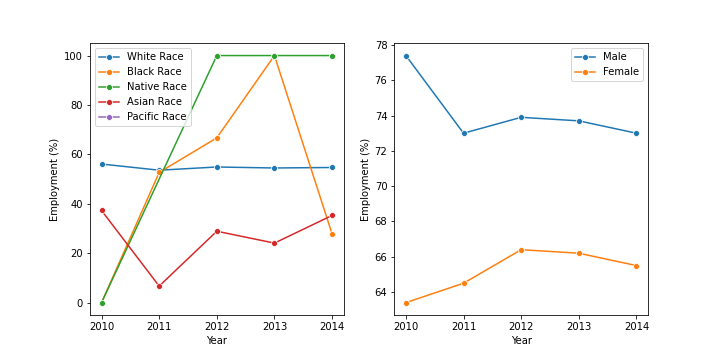 White Race
Black Race
Native Race
Asian Race
Pacific Race
Employment (%)
100
80
60
40
20
0
2010 2011 2012 2013 2014
Year
Male
Female
Employment (%)
78
76
74
72
70
68
66
64
2010 2011 2012 2013 2014
Year